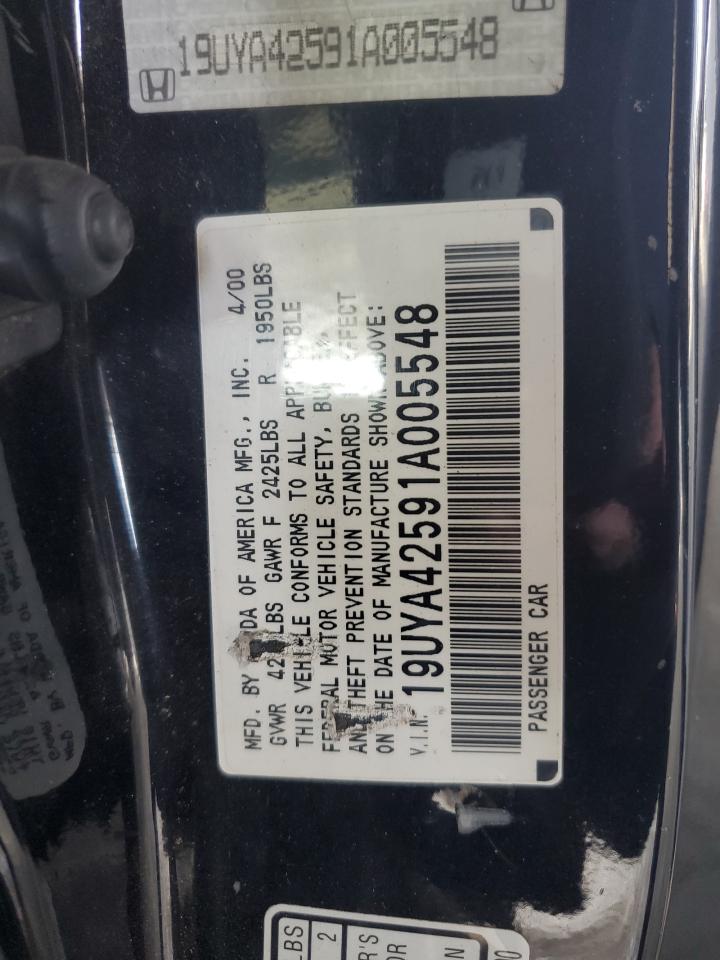 19UYA42591A005548
MFD. BY DA OF AMERICA MFG., INC. 4/00
GVWR LBS GAWR F 2425LBS R 1950LBS
THIS VEHICLE CONFORMS TO ALL APPLICABLE
FEDERAL MOTOR VEHICLE SAFETY,
AND THEFT PREVENTION STANDARDS EFFECT
ON THE DATE OF MANUFACTURE SHOWN ABOVE:
V.I.N. 19UYA42591A005548
PASSENGER CAR
LBS
2